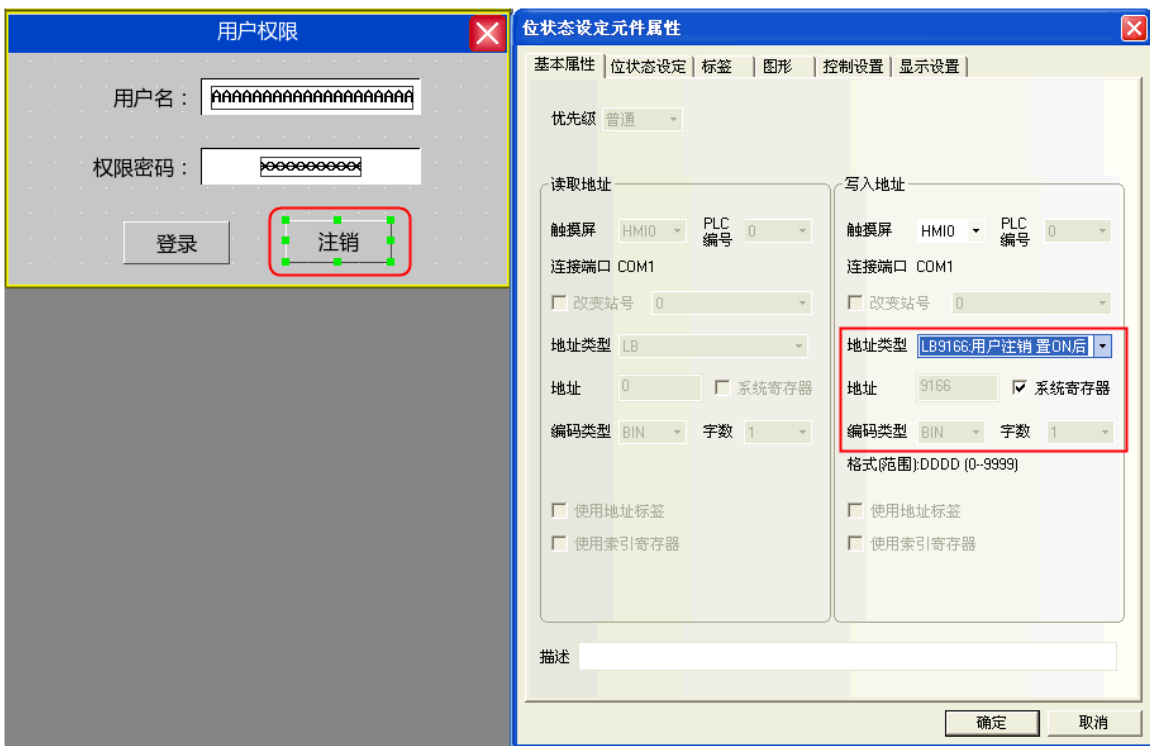 用户权限
用户名： AAAAAAAAAAAAAAAAAAAA
权限密码：
登录 注销
位状态设定元件属性
基本属性 位状态设定 标签 图形 控制设置 显示设置
优先级 普通
读取地址
触摸屏 HMI0 PLC编号 0
连接端口 COM1
改变站号 0
地址类型 LB
地址 0 系统寄存器
编码类型 BIN 字数 1
使用地址标签
使用索引寄存器
写入地址
触摸屏 HMI0 PLC编号 0
连接端口 COM1
改变站号 0
地址类型 LB9166:用户注销 置ON后
地址 9166 系统寄存器
编码类型 BIN 字数 1
格式(范围):DDDD (0--9999)
使用地址标签
使用索引寄存器
描述
确定 取消